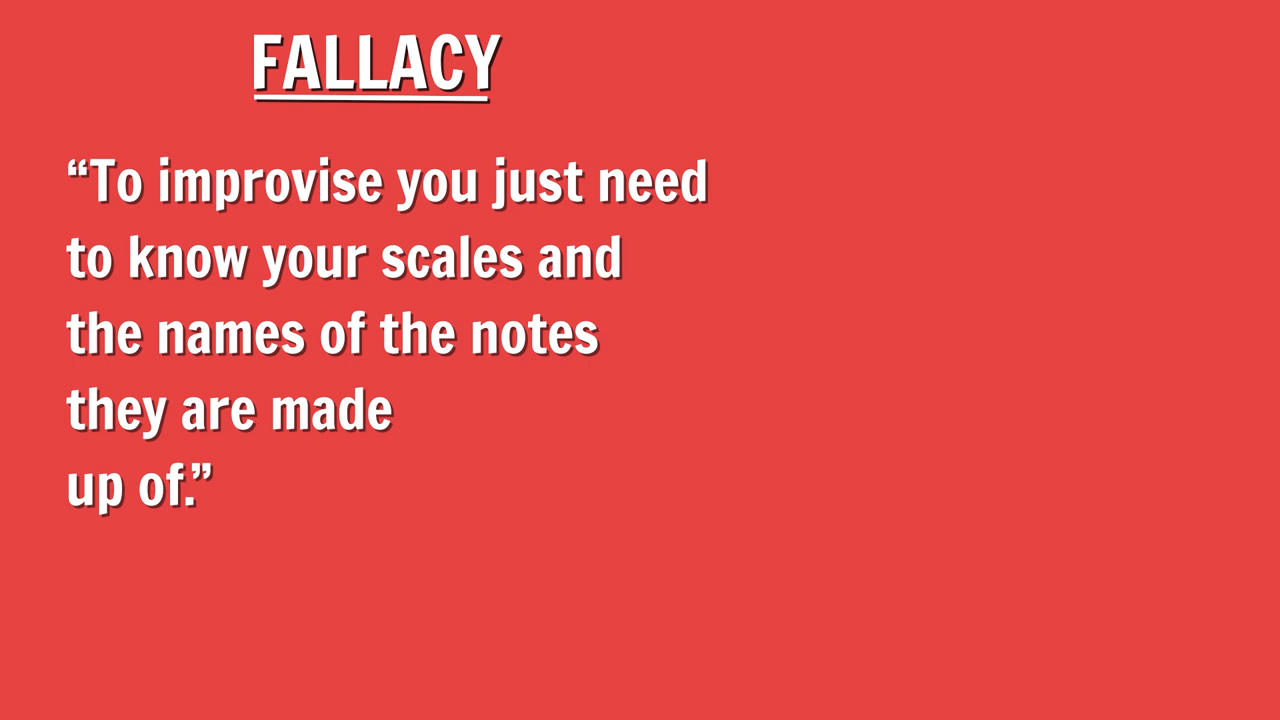 FALLACY
“To improvise you just need
to know your scales and
the names of the notes
they are made
up of.”